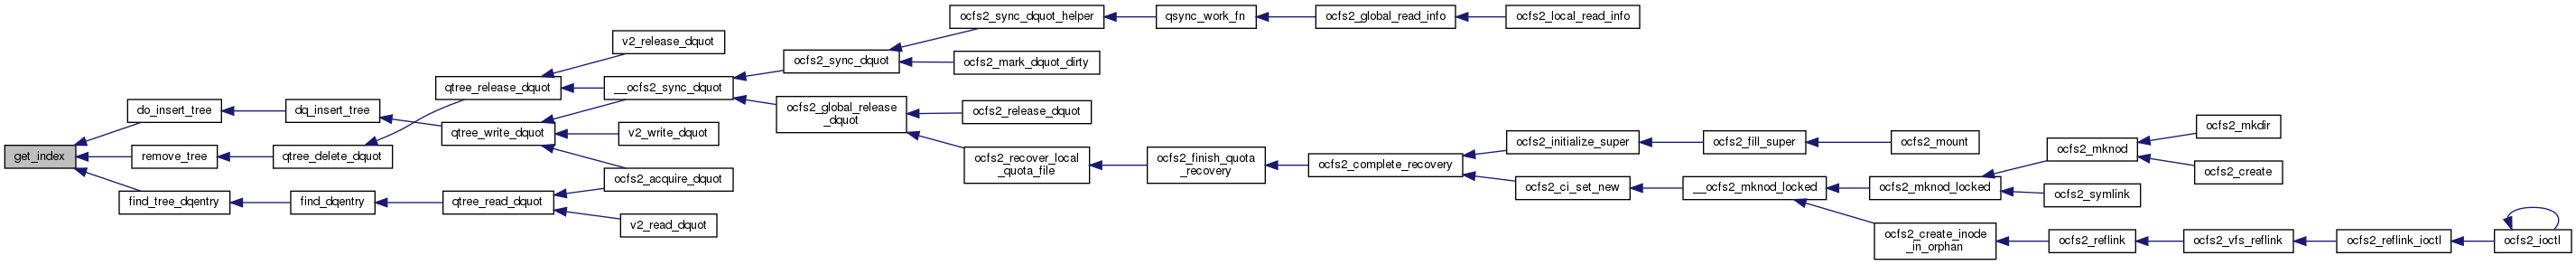 get_index
do_insert_tree
remove_tree
find_tree_dqentry
dq_insert_tree
qtree_delete_dquot
find_dqentry
qtree_release_dquot
qtree_write_dquot
qtree_read_dquot
v2_release_dquot
__ocfs2_sync_dquot
v2_write_dquot
ocfs2_acquire_dquot
v2_read_dquot
ocfs2_sync_dquot
ocfs2_global_release
_dquot
ocfs2_sync_dquot_helper
ocfs2_mark_dquot_dirty
ocfs2_release_dquot
ocfs2_recover_local
_quota_file
qsync_work_fn
ocfs2_finish_quota
_recovery
ocfs2_global_read_info
ocfs2_complete_recovery
ocfs2_local_read_info
ocfs2_initialize_super
ocfs2_ci_set_new
ocfs2_fill_super
__ocfs2_mknod_locked
ocfs2_mount
ocfs2_mknod_locked
ocfs2_create_inode
_in_orphan
ocfs2_mknod
ocfs2_symlink
ocfs2_reflink
ocfs2_mkdir
ocfs2_create
ocfs2_vfs_reflink
ocfs2_reflink_ioctl
ocfs2_ioctl